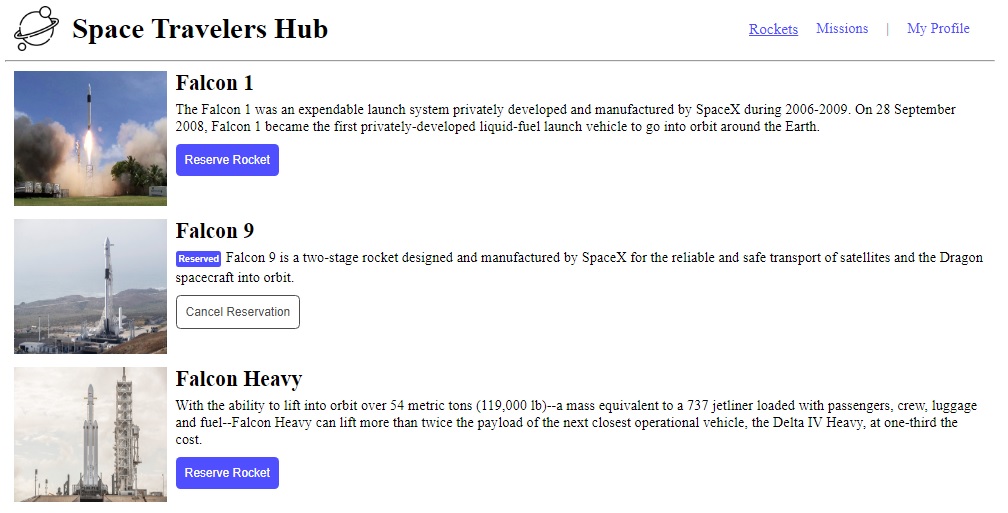 Space Travelers Hub
Rockets Missions | My Profile
Falcon 1
The Falcon 1 was an expendable launch system privately developed and manufactured by SpaceX during 2006-2009. On 28 September
2008, Falcon 1 became the first privately-developed liquid-fuel launch vehicle to go into orbit around the Earth.
Reserve Rocket
Falcon 9
Reserved Falcon 9 is a two-stage rocket designed and manufactured by SpaceX for the reliable and safe transport of satellites and the Dragon
spacecraft into orbit.
Cancel Reservation
Falcon Heavy
With the ability to lift into orbit over 54 metric tons (119,000 lb)--a mass equivalent to a 737 jetliner loaded with passengers, crew, luggage
and fuel--Falcon Heavy can lift more than twice the payload of the next closest operational vehicle, the Delta IV Heavy, at one-third the
cost.
Reserve Rocket